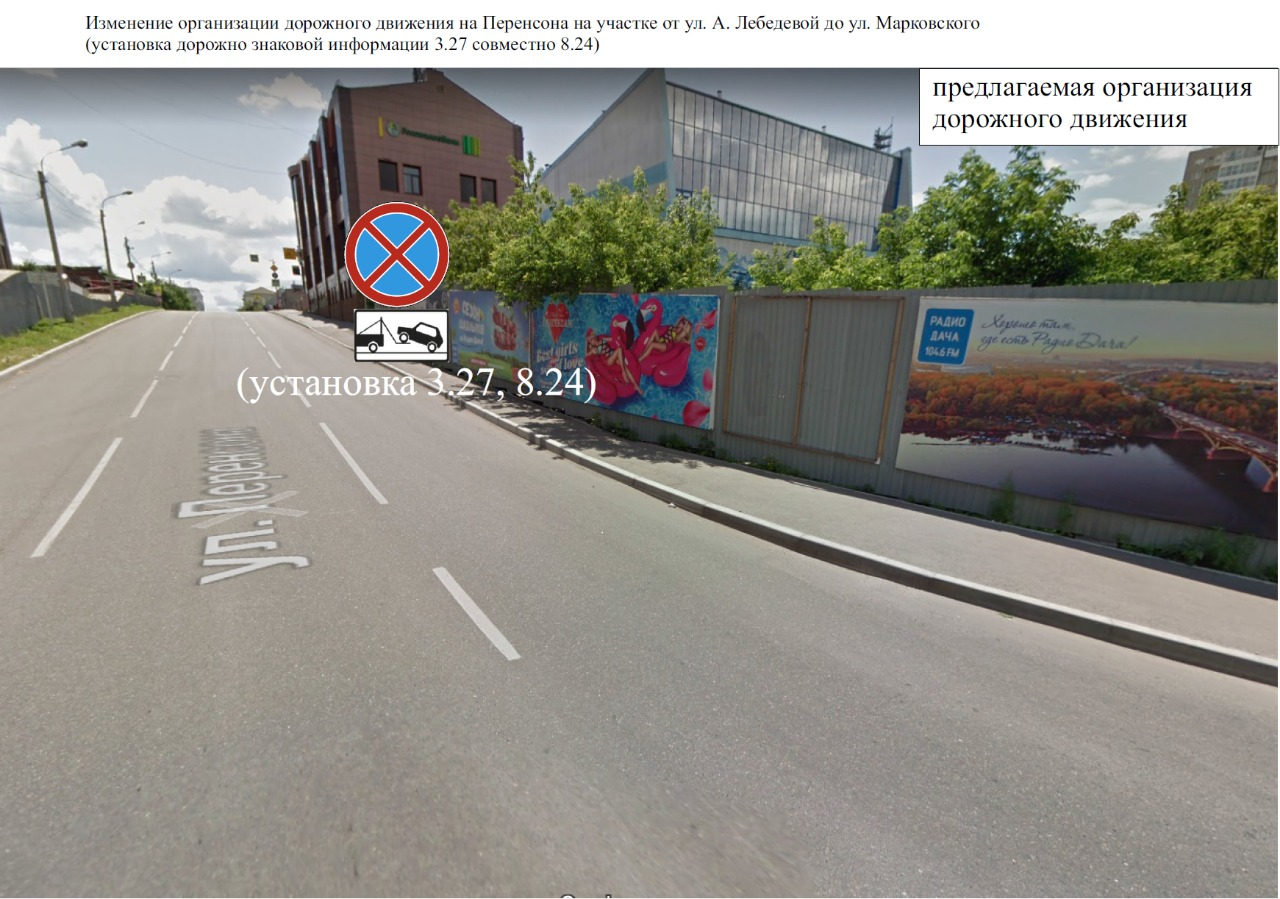 Изменение организации дорожного движения на Перенсона на участке от ул. А. Лебедевой до ул. Марковского
(установка дорожно знаковой информации 3.27 совместно 8.24)
предлагаемая организация
дорожного движения
РАДИО
ДАЧА
104.6 FM
Хорошо там,
где есть Радио Дача!
Best girls
(установка 3.27, 8.24)
ул. Перенсона